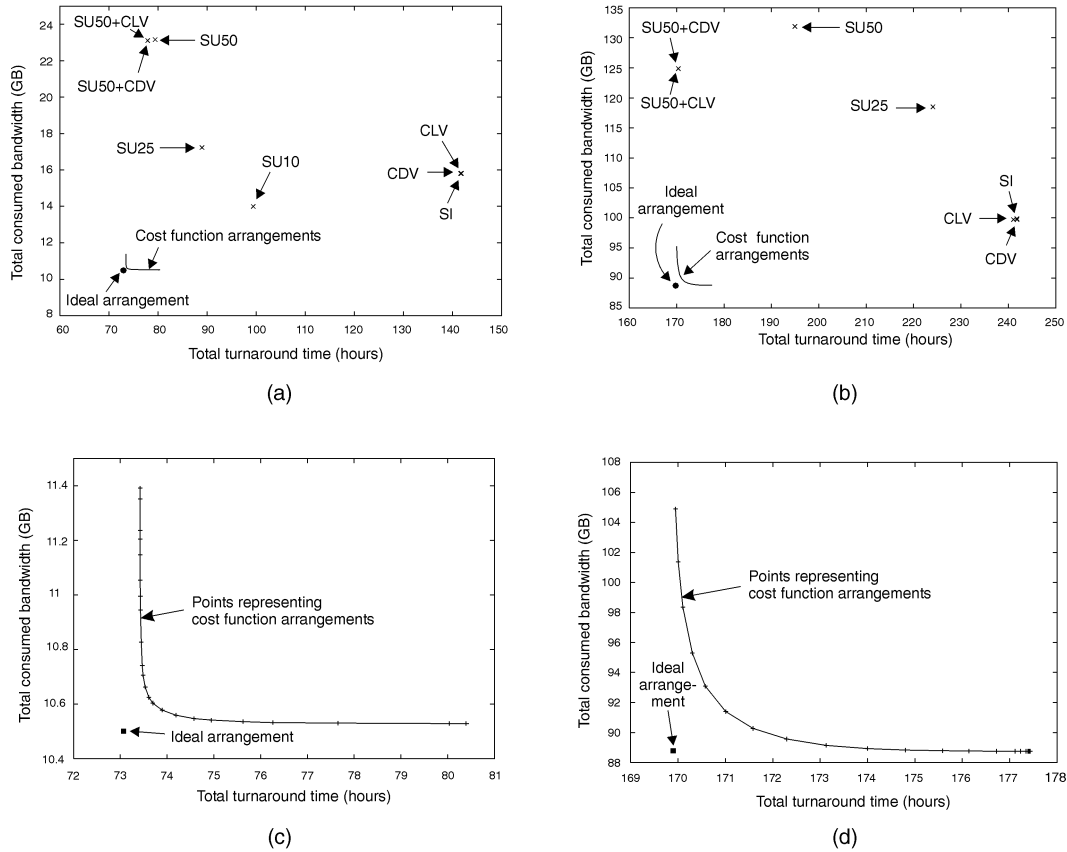 24
22
20
18
16
14
12
10
8
Total consumed bandwidth (GB)
SU50+CLV
SU50
SU50+CDV
SU25
SU10
CLV
CDV
SI
Cost function arrangements
Ideal arrangement
60 70 80 90 100 110 120 130 140 150
Total turnaround time (hours)
(a)
135
130
125
120
115
110
105
100
95
90
85
Total consumed bandwidth (GB)
SU50+CDV
SU50
SU50+CLV
SU25
SI
CLV
CDV
Ideal
arrangement
Cost function
arrangements
160 170 180 190 200 210 220 230 240 250
Total turnaround time (hours)
(b)
11.4
11.2
11
10.8
10.6
10.4
Total consumed bandwidth (GB)
Points representing
cost function arrangements
Ideal arrangement
72 73 74 75 76 77 78 79 80 81
Total turnaround time (hours)
(c)
108
106
104
102
100
98
96
94
92
90
88
Total consumed bandwidth (GB)
Points representing
cost function arrangements
Ideal
arrange-
ment
169 170 171 172 173 174 175 176 177 178
Total turnaround time (hours)
(d)